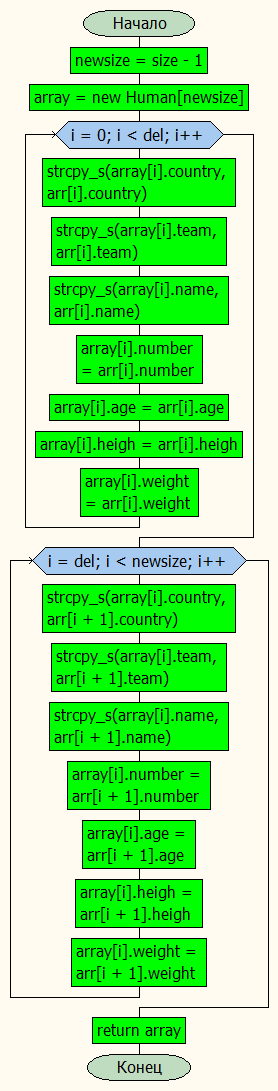 Начало
newsize = size - 1
array = new Human[newsize]
i = 0; i < del; i++
strcpy_s(array[i].country,
arr[i].country)
strcpy_s(array[i].team,
arr[i].team)
strcpy_s(array[i].name,
arr[i].name)
array[i].number
= arr[i].number
array[i].age = arr[i].age
array[i].heigh = arr[i].heigh
array[i].weight
= arr[i].weight
i = del; i < newsize; i++
strcpy_s(array[i].country,
arr[i + 1].country)
strcpy_s(array[i].team,
arr[i + 1].team)
strcpy_s(array[i].name,
arr[i + 1].name)
array[i].number =
arr[i + 1].number
array[i].age =
arr[i + 1].age
array[i].heigh =
arr[i + 1].heigh
array[i].weight =
arr[i + 1].weight
return array
Конец